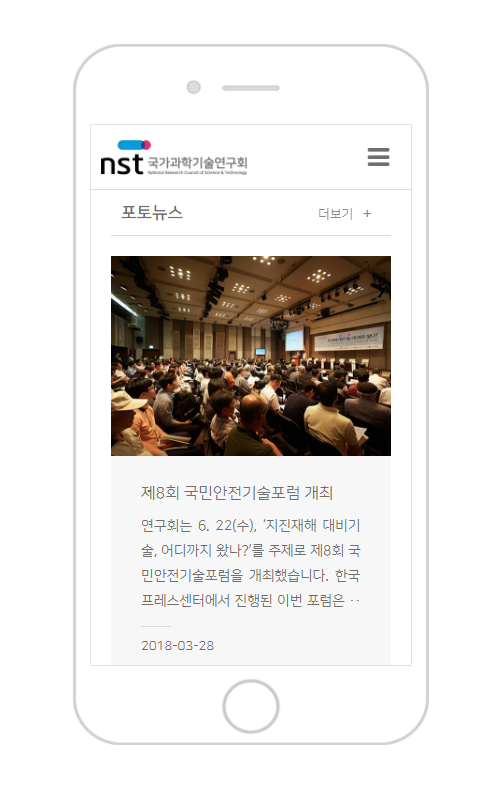 nst 국가과학기술연구회
National Research Council of Science & Technology
포토뉴스
더보기 +
제8회 국민안전기술포럼 개최
연구회는 6. 22(수), ‘지진재해 대비기
술, 어디까지 왔나?’를 주제로 제8회 국
민안전기술포럼을 개최했습니다. 한국
프레스센터에서 진행된 이번 포럼은 ‥
2018-03-28